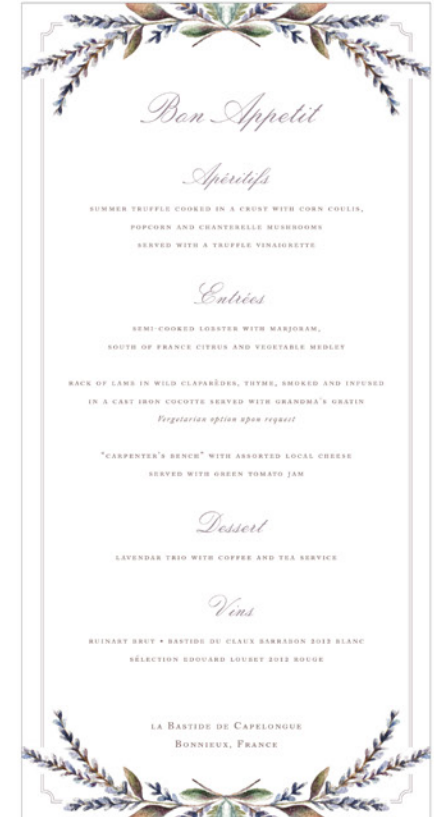 Bon Appetit
Apéritifs
SUMMER TRUFFLE COOKED IN A CRUST WITH CORN COULIS,
POPCORN AND CHANTERELLE MUSHROOMS
SERVED WITH A TRUFFLE VINAIGRETTE
Entrées
SEMI-COOKED LOBSTER WITH MARJORAM,
SOUTH OF FRANCE CITRUS AND VEGETABLE MEDLEY
RACK OF LAMB IN WILD CLAPARÈDES, THYME, SMOKED AND INFUSED
IN A CAST IRON COCOTTE SERVED WITH GRANDMA'S GRATIN
Vergetarian option upon request
"CARPENTER'S BENCH" WITH ASSORTED LOCAL CHEESE
SERVED WITH GREEN TOMATO JAM
Dessert
LAVENDAR TRIO WITH COFFEE AND TEA SERVICE
Vins
RUINART BRUT • BASTIDE DU CLAUX BARRADON 2012 BLANC
SÉLECTION EDOUARD LOUBET 2012 ROUGE
LA BASTIDE DE CAPELONGUE
BONNIEUX, FRANCE